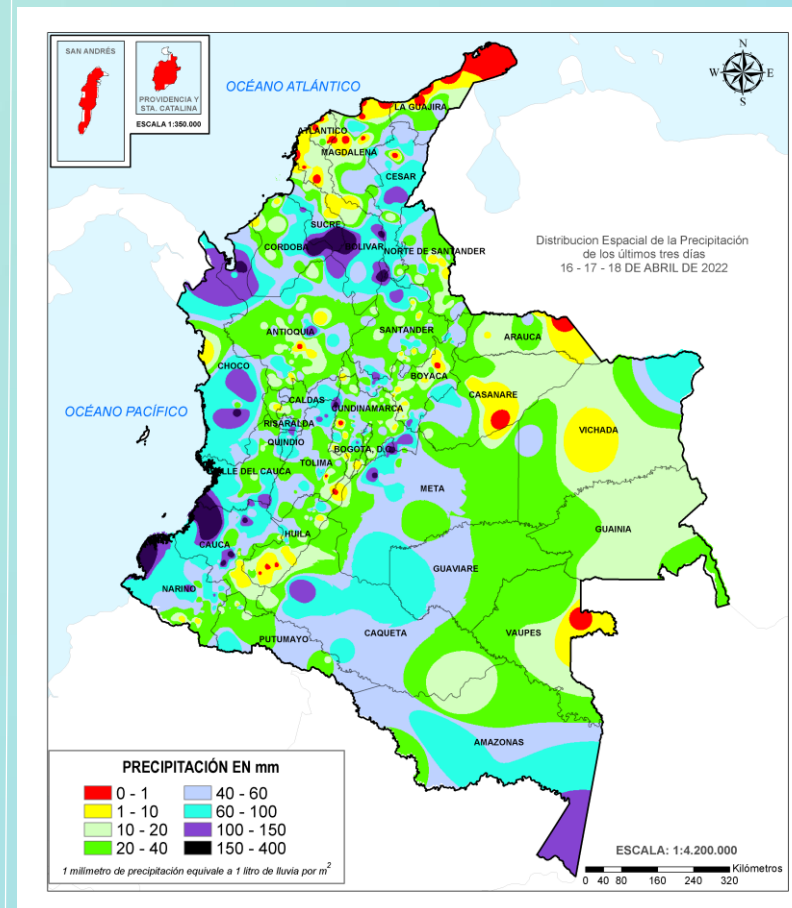 SAN ANDRÉS
PROVIDENCIA Y
STA. CATALINA
ESCALA 1:350.000
N
W
E
S
OCÉANO ATLÁNTICO
LA GUAJIRA
ATLANTICO
MAGDALENA
CESAR
SUCRE
CORDOBA
BOLIVAR
NORTE DE SANTANDER
Distribucion Espacial de la Precipitación
de los últimos tres días
16 - 17 - 18 DE ABRIL DE 2022
ANTIOQUIA
SANTANDER
ARAUCA
CHOCO
BOYACA
CASANARE
CALDAS
CUNDINAMARCA
OCÉANO PACÍFICO
RISARALDA
VICHADA
QUINDIO
BOGOTA, D.C.
TOLIMA
VALLE DEL CAUCA
META
GUAINIA
HUILA
CAUCA
GUAVIARE
NARIÑO
PUTUMAYO
CAQUETA
VAUPES
AMAZONAS
PRECIPITACIÓN EN mm
0 - 1
40 - 60
1 - 10
60 - 100
10 - 20
100 - 150
20 - 40
150 - 400
1 milímetro de precipitación equivale a 1 litro de lluvia por m²
ESCALA: 1:4.200.000
Kilómetros
0 40 80 160 240 320